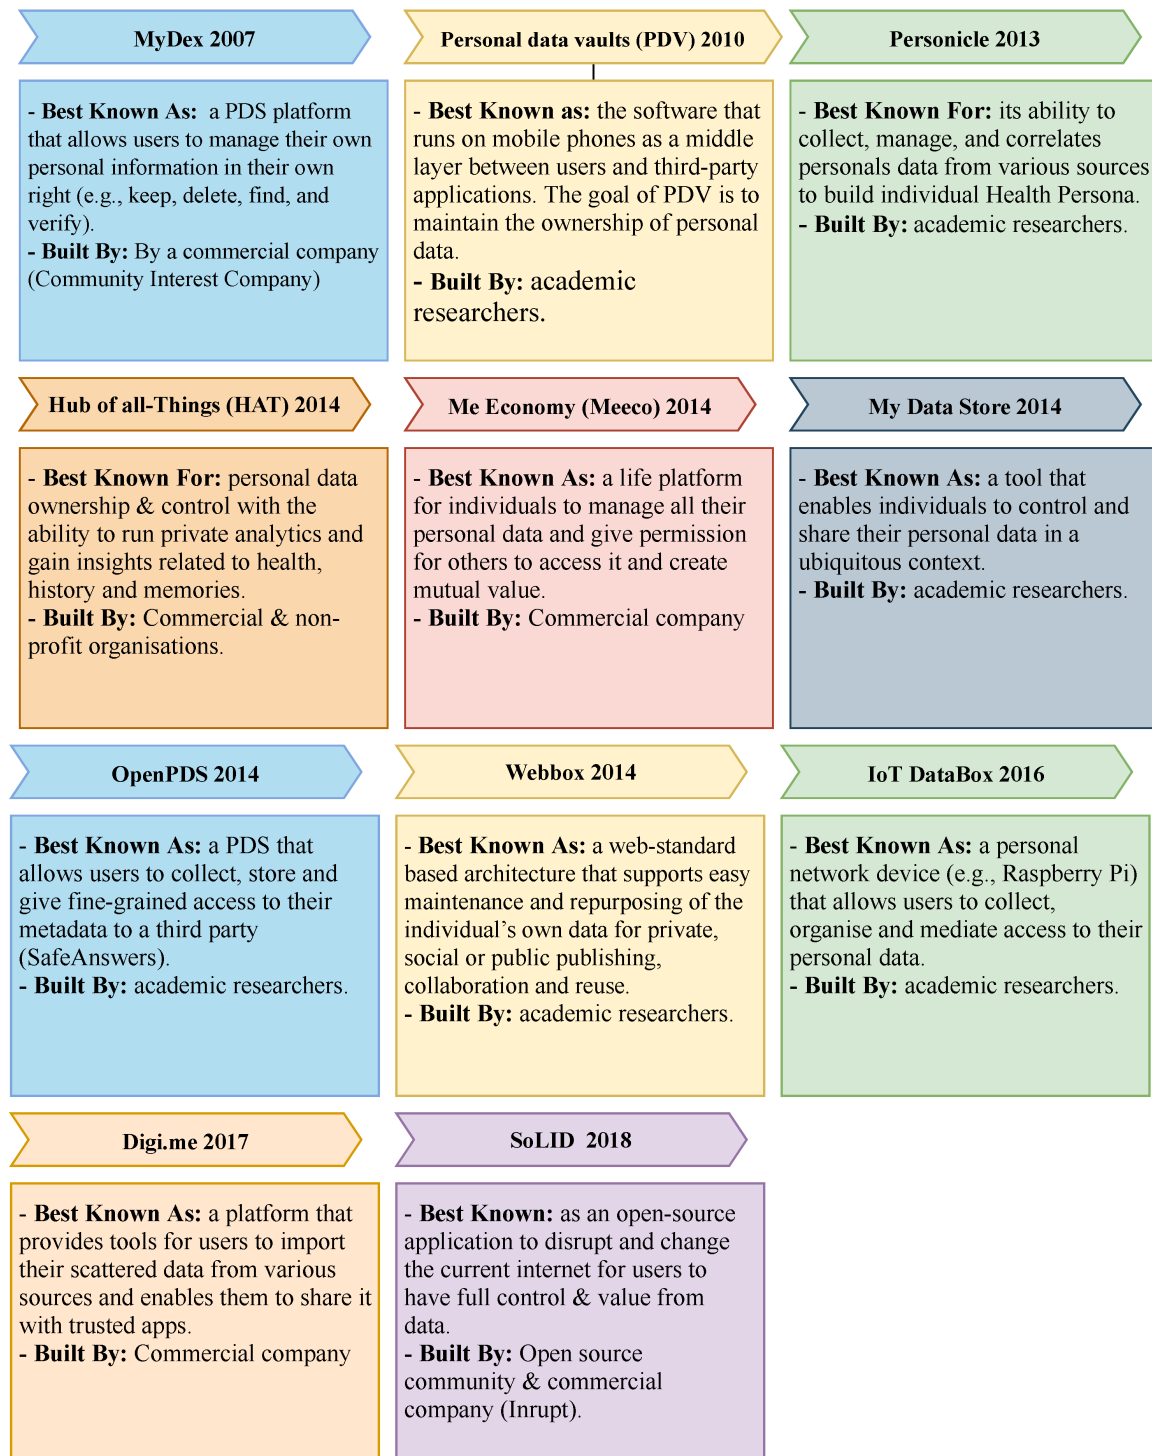 MyDex 2007
- Best Known As:  a PDS platform
that allows users to manage their own
personal information in their own
right (e.g., keep, delete, find, and
verify).
- Built By: By a commercial company
(Community Interest Company)
Personal data vaults (PDV) 2010
- Best Known as: the software that
runs on mobile phones as a middle
layer between users and third-party
applications. The goal of PDV is to
maintain the ownership of personal
data.
- Built By: academic
researchers.
Personicle 2013
- Best Known For: its ability to
collect, manage, and correlates
personals data from various sources
to build individual Health Persona.
- Built By: academic researchers.
Hub of all-Things (HAT) 2014
- Best Known For: personal data
ownership & control with the
ability to run private analytics and
gain insights related to health,
history and memories.
- Built By: Commercial & non-
profit organisations.
Me Economy (Meeco) 2014
- Best Known As: a life platform
for individuals to manage all their
personal data and give permission
for others to access it and create
mutual value.
- Built By: Commercial company
My Data Store 2014
- Best Known As: a tool that
enables individuals to control and
share their personal data in a
ubiquitous context.
- Built By: academic researchers.
OpenPDS 2014
- Best Known As: a PDS that
allows users to collect, store and
give fine-grained access to their
metadata to a third party
(SafeAnswers).
- Built By: academic researchers.
Webbox 2014
- Best Known As: a web-standard
based architecture that supports easy
maintenance and repurposing of the
individual’s own data for private,
social or public publishing,
collaboration and reuse.
- Built By: academic researchers.
IoT DataBox 2016
- Best Known As: a personal
network device (e.g., Raspberry Pi)
that allows users to collect,
organise and mediate access to their
personal data.
- Built By: academic researchers.
Digi.me 2017
- Best Known As: a platform that
provides tools for users to import
their scattered data from various
sources and enables them to share it
with trusted apps.
- Built By: Commercial company
SoLID  2018
- Best Known: as an open-source
application to disrupt and change
the current internet for users to
have full control & value from
data.
- Built By: Open source
community & commercial
company (Inrupt).